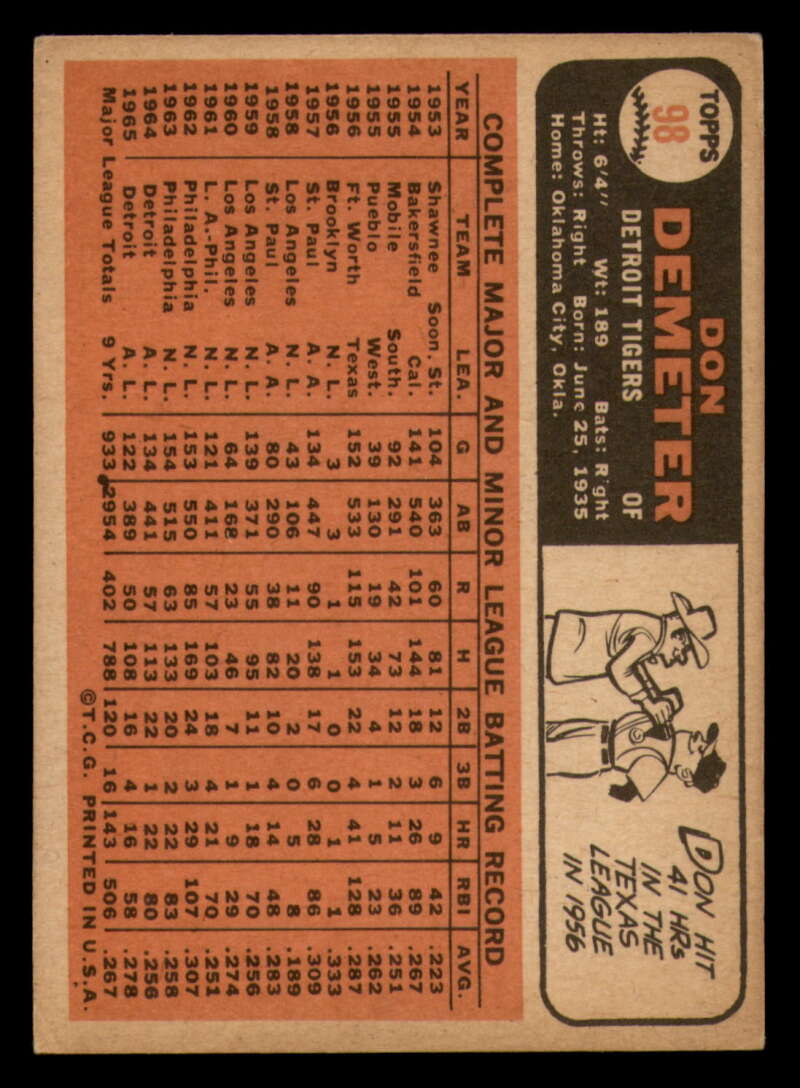 TOPPS
98
DON
DEMETER
DETROIT TIGERS OF
Ht: 6'4" Wt: 189 Bats: Right
Throws: Right Born: June 25, 1935
Home: Oklahoma City, Okla.
DON HIT
41 HRs
IN THE
TEXAS
LEAGUE
IN 1956
COMPLETE MAJOR AND MINOR LEAGUE BATTING RECORD
YEAR TEAM LEA. G AB R H 2B 3B HR RBI AVG.
1953 Shawnee Soon. St. 104 363 60 81 12 6 9 42 .223
1954 Bakersfield Cal. 141 540 101 144 18 3 26 89 .267
1955 Mobile South. 92 291 42 73 12 2 11 36 .251
1955 Pueblo West. 39 130 19 34 4 1 5 23 .262
1956 Ft. Worth Texas 152 533 115 153 22 4 41 128 .287
1956 Brooklyn N. L. 3 3 1 1 0 0 1 1 .333
1957 St. Paul A. A. 134 447 90 138 17 6 28 86 .309
1958 Los Angeles N. L. 43 106 11 20 2 0 5 8 .189
1958 St. Paul A. A. 80 290 38 82 10 4 14 48 .283
1959 Los Angeles N. L. 139 371 55 95 11 1 18 70 .256
1960 Los Angeles N. L. 64 168 23 46 7 1 9 29 .274
1961 L. A.-Phil. N. L. 121 411 57 103 18 4 21 70 .251
1962 Philadelphia N. L. 153 550 85 169 24 3 29 107 .307
1963 Philadelphia N. L. 154 515 63 133 20 2 22 83 .258
1964 Detroit A. L. 134 441 57 113 22 1 22 80 .256
1965 Detroit A. L. 122 389 50 108 16 4 16 58 .278
Major League Totals 9 Yrs. 933 2954 402 788 120 16 143 506 .267
©T.C.G. PRINTED IN U.S.A.